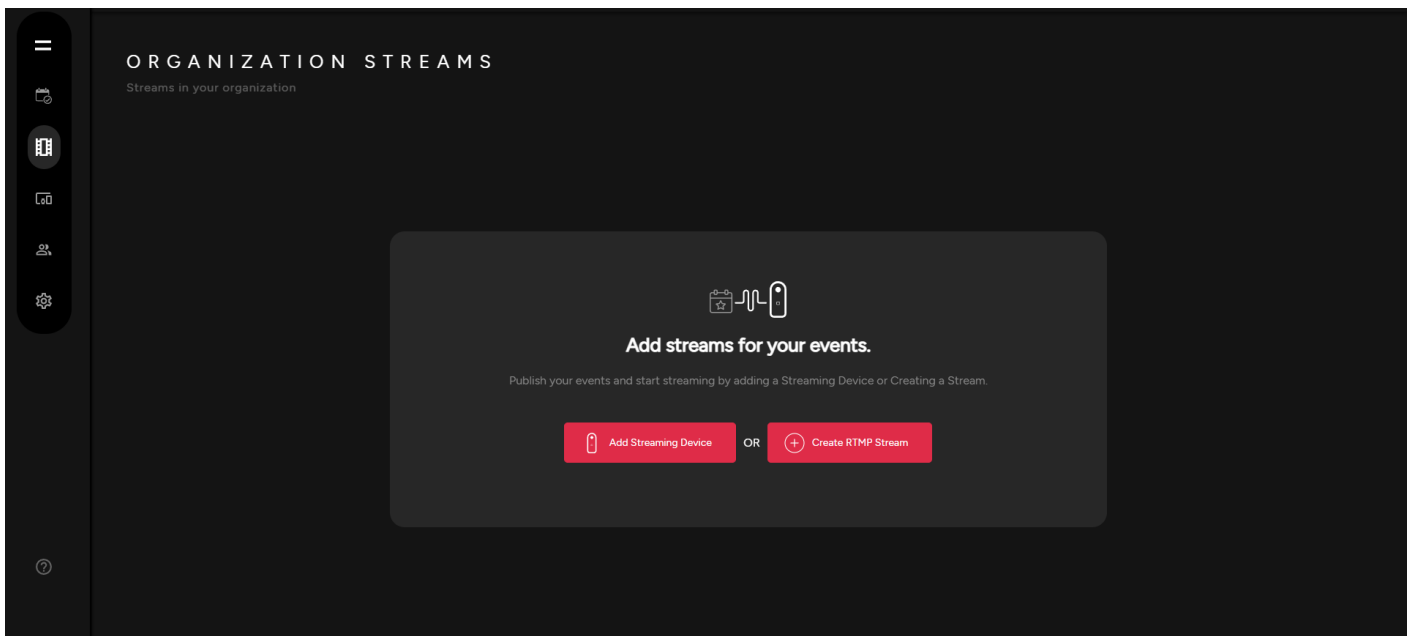 ORGANIZATION STREAMS
Streams in your organization
Add streams for your events.
Publish your events and start streaming by adding a Streaming Device or Creating a Stream.
Add Streaming Device OR Create RTMP Stream